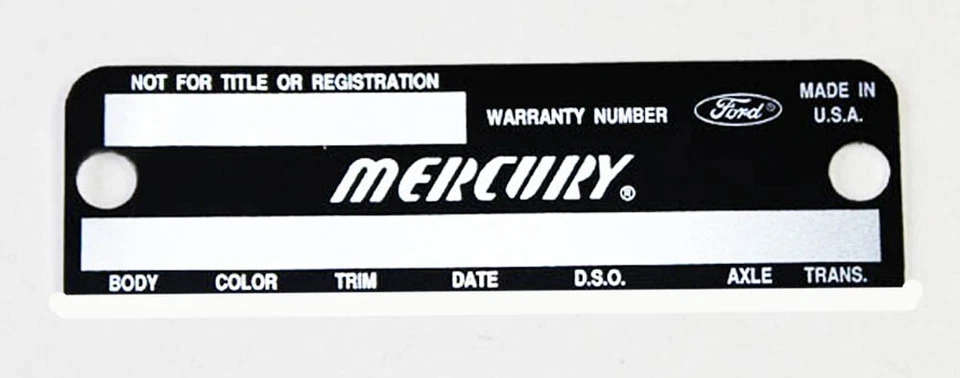 NOT FOR TITLE OR REGISTRATION
WARRANTY NUMBER Ford® MADE IN U.S.A.
MERCURY®
BODY COLOR TRIM DATE D.S.O. AXLE TRANS.